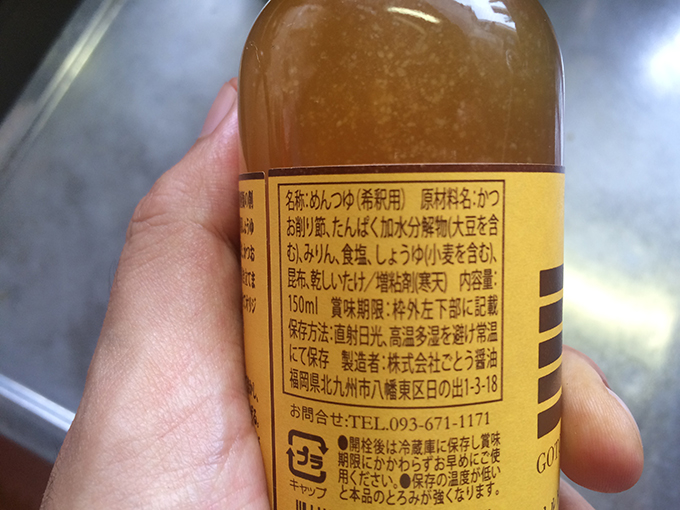 名称:めんつゆ(希釈用) 原材料名:かつ
お削り節、たんぱく加水分解物(大豆を含
む)、みりん、食塩、しょうゆ(小麦を含む)、
昆布、乾しいたけ/増粘剤(寒天) 内容量:
150ml 賞味期限:枠外左下部に記載
保存方法:直射日光、高温多湿を避け常温
にて保存 製造者:株式会社ごとう醤油
福岡県北九州市八幡東区日の出1-3-18
お問合せ:TEL.093-671-1171
プラ
キャップ
●開栓後は冷蔵庫に保存し賞味
期限にかかわらずお早めにご使
用ください。●保存の温度が低い
と本品のとろみが強くなります。